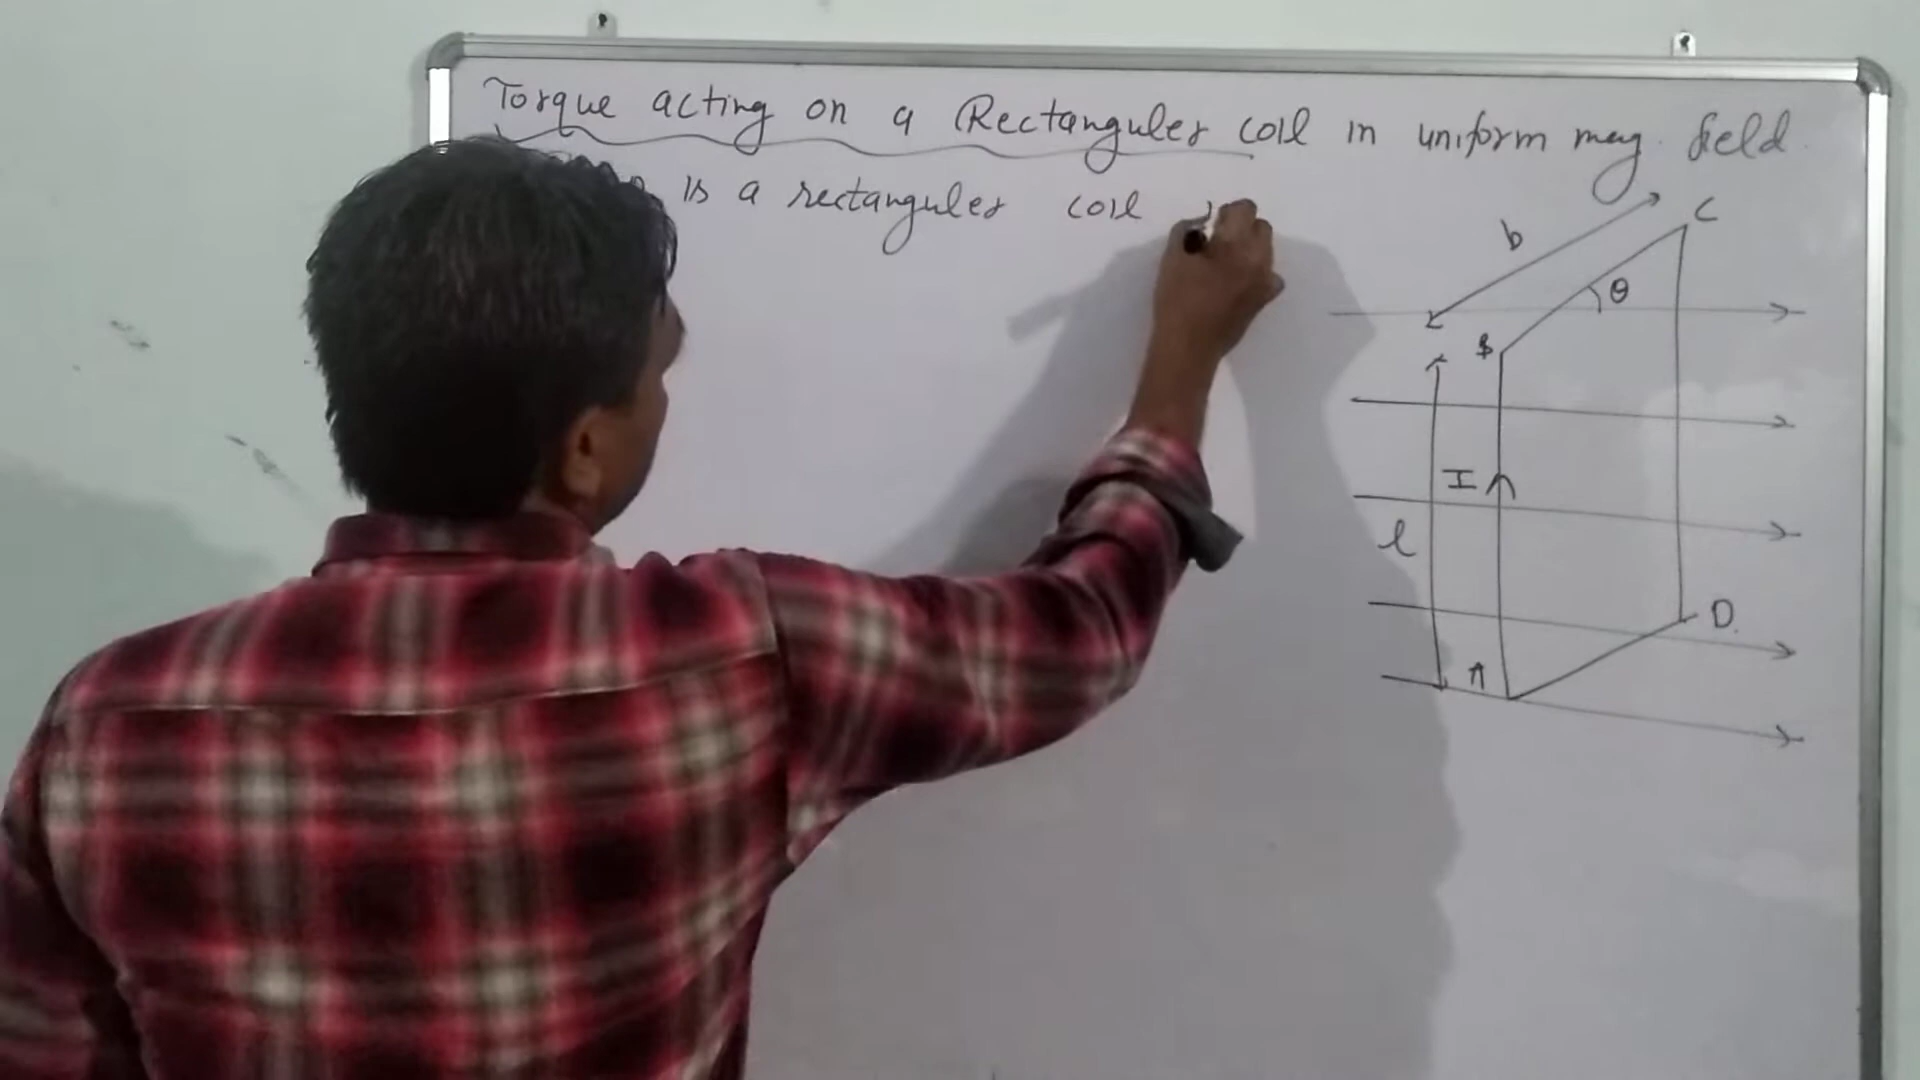 Torque acting on a Rectanguler coil in uniform mag. field.
is a rectanguler coil
C
b
θ
B
I
l
D.
A